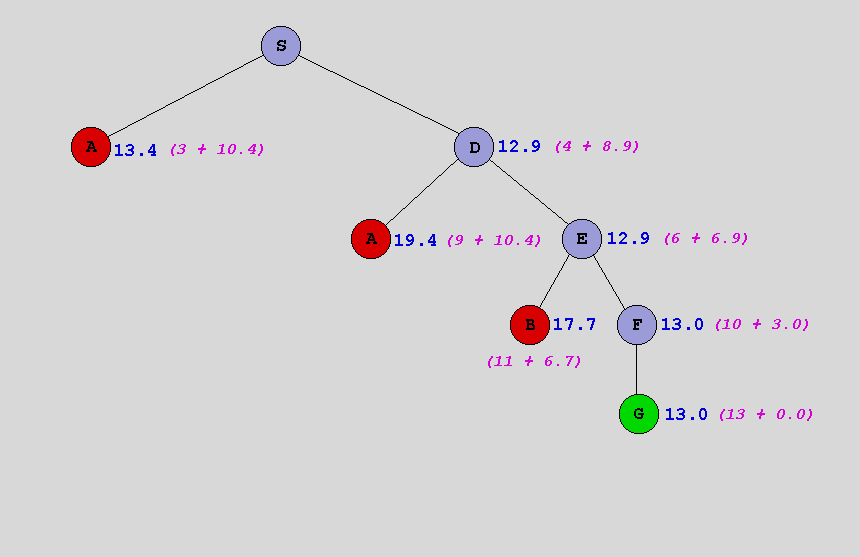 S
A 13.4 (3 + 10.4)
D 12.9 (4 + 8.9)
A 19.4 (9 + 10.4)
E 12.9 (6 + 6.9)
B 17.7
(11 + 6.7)
F 13.0 (10 + 3.0)
G 13.0 (13 + 0.0)